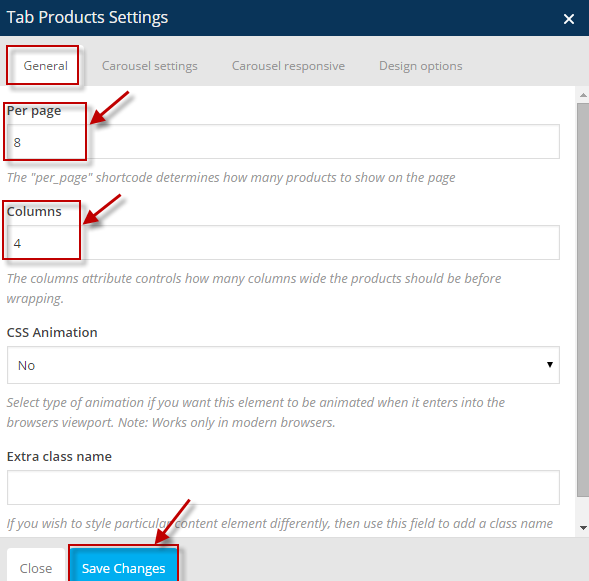 Tab Products Settings ×
General Carousel settings Carousel responsive Design options
Per page
8
The "per_page" shortcode determines how many products to show on the page
Columns
4
The columns attribute controls how many columns wide the products should be before
wrapping.
CSS Animation
No
Select type of animation if you want this element to be animated when it enters into the
browsers viewport. Note: Works only in modern browsers.
Extra class name
If you wish to style particular content element differently, then use this field to add a class name
Close Save Changes